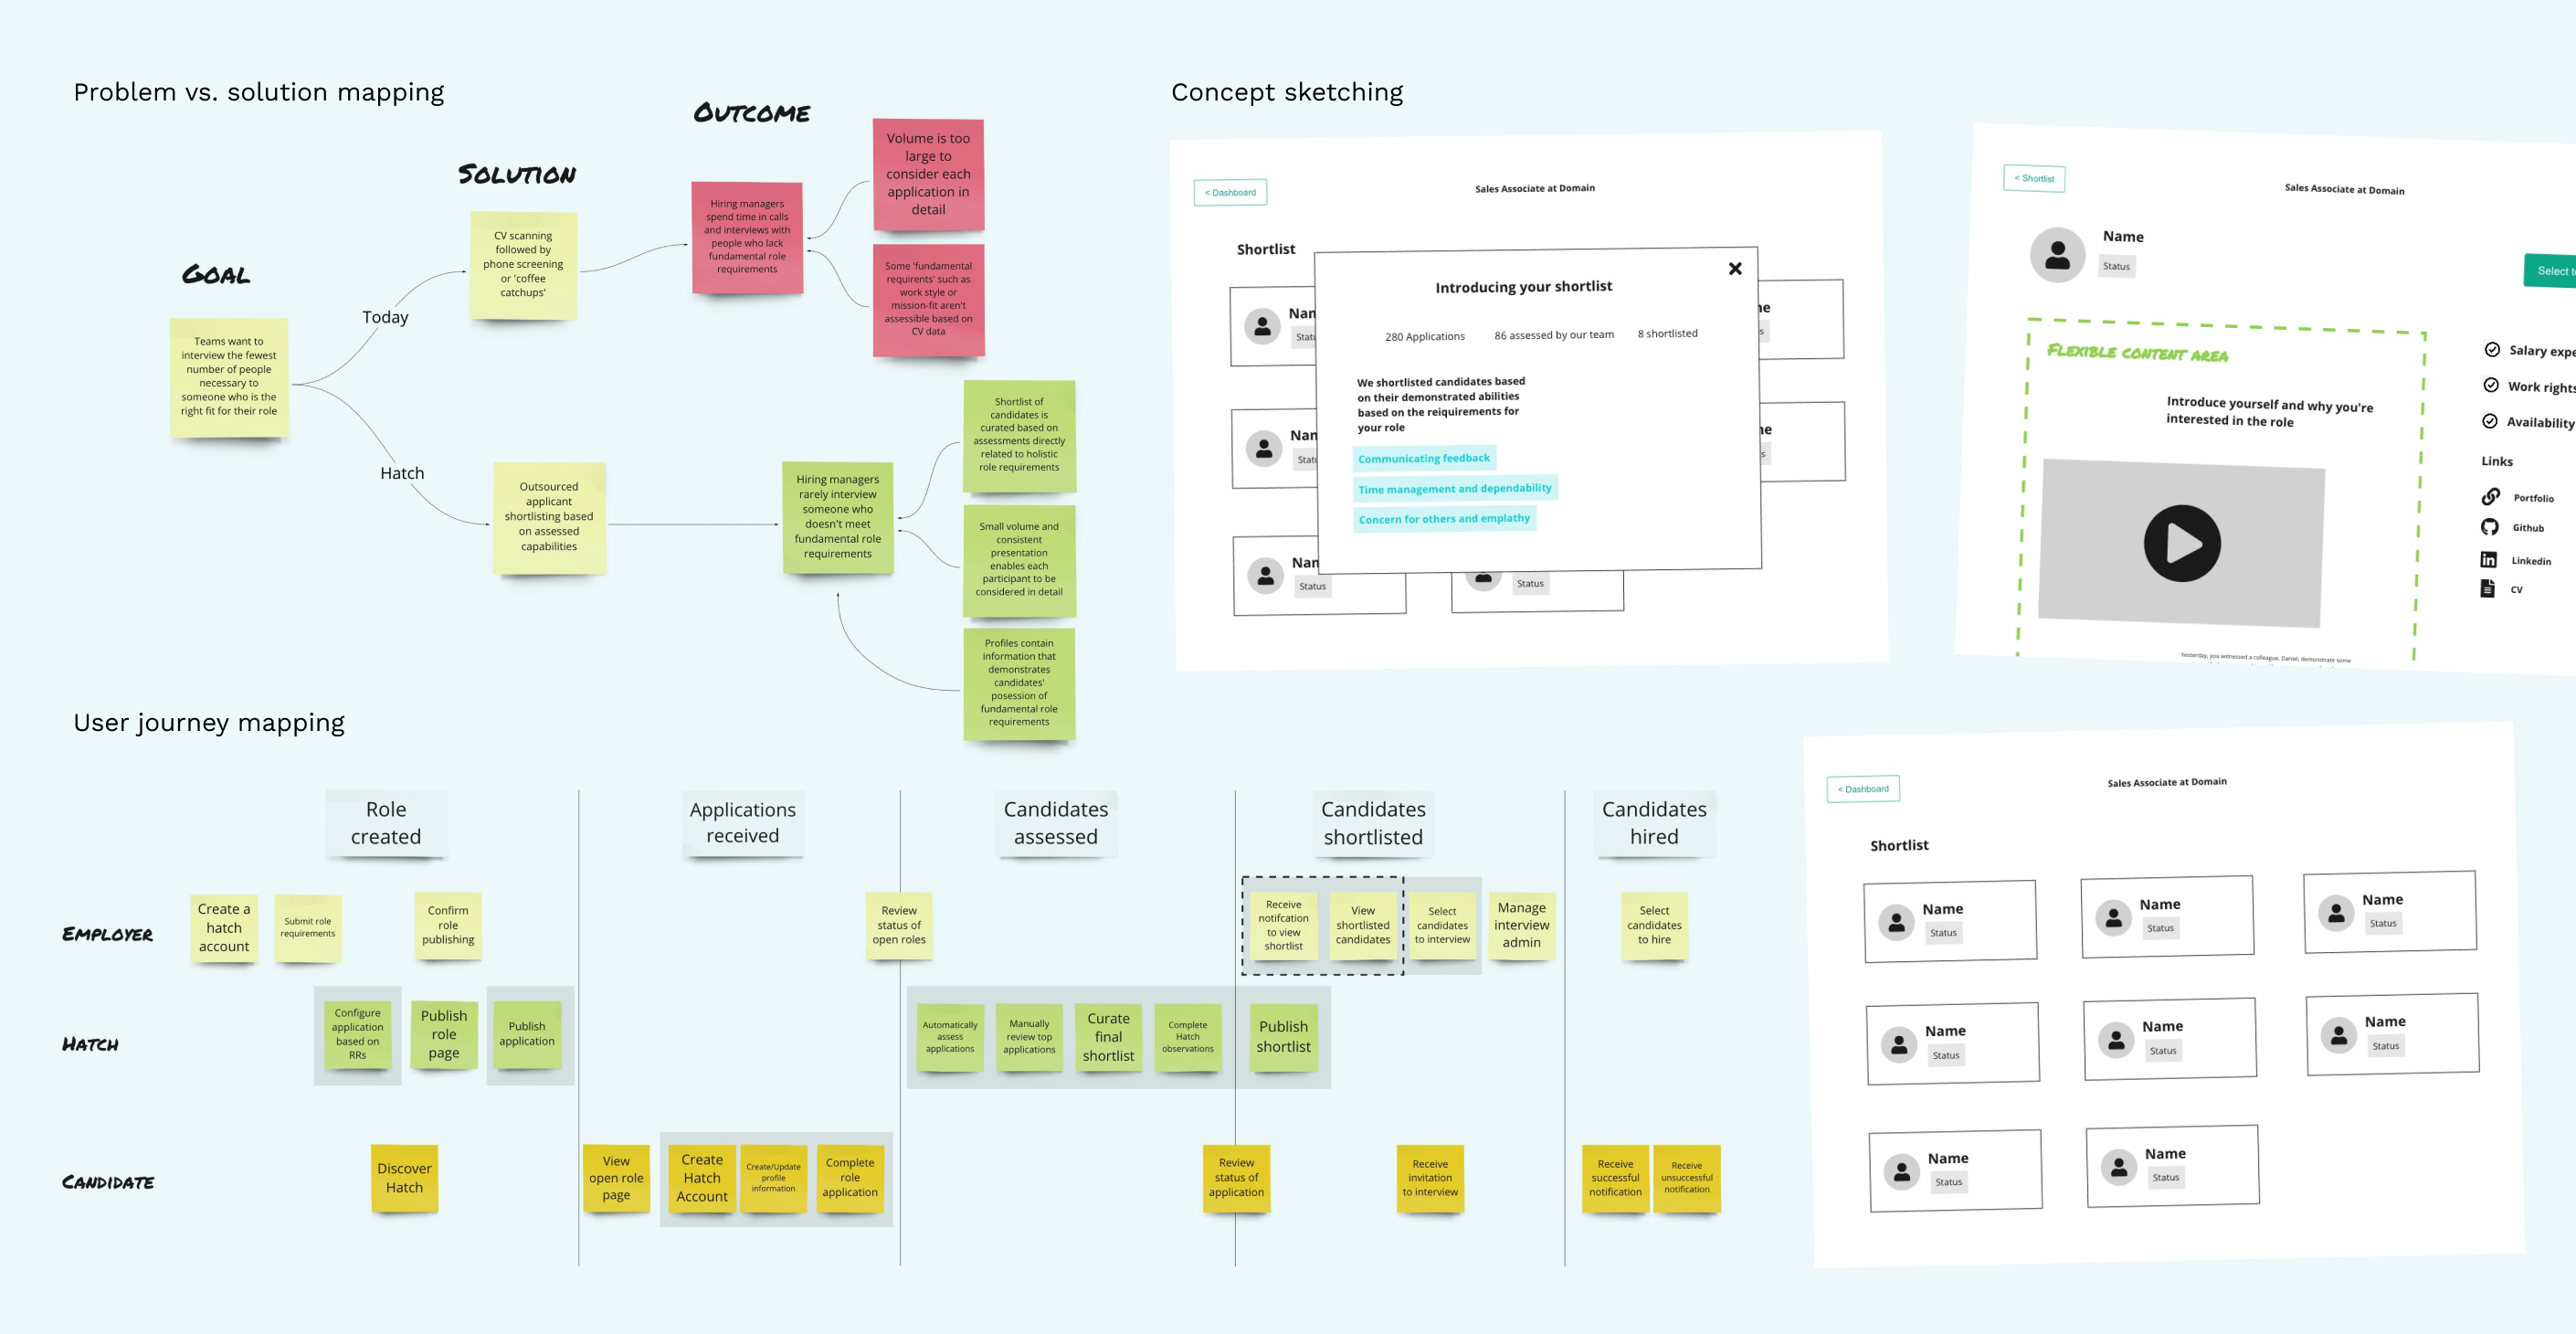 Problem vs. solution mapping
GOAL
Teams want to
interview the fewest
number of people
necessary to
someone who is the
right fit for their role
Today
Hatch
SOLUTION
CV scanning
followed by
phone screening
or 'coffee
catchups'
Outsourced
applicant
shortlisting based
on assessed
capabilities
OUTCOME
Hiring managers
spend time in calls
and interviews with
people who lack
fundamental role
requirements
Volume is too
large to
consider each
application in
detail
Some 'fundamental
requirents' such as
work style or
mission-fit aren't
assessible based on
CV data
Hiring managers
rarely interview
someone who
doesn't meet
fundamental role
requirements
Shortlist of
candidates is
curated based on
assessments directly
related to holistic
role requirements
Small volume and
consistent
presentation
enables each
participant to be
considered in detail
Profiles contain
information that
demonstrates
candidates'
posession of
fundamental role
requirements
Concept sketching
< Dashboard
Sales Associate at Domain
Shortlist
Nan
Statu
Nan
Statu
Nan
Status
Status
ne
s
ne
s
Introducing your shortlist
280 Applications
86 assessed by our team
8 shortlisted
We shortlisted candidates based
on their demonstrated abilities
based on the reiquirements for
your role
Communicating feedback
Time management and dependability
Concern for others and emplathy
< Shortlist
Sales Associate at Domain
Name
Status
Select t
FLEXIBLE CONTENT AREA
Introduce yourself and why you're
interested in the role
Yesterday, you witnessed a colleague, Daniel, demonstrate some
Salary expe
Work rights
Availability
Links
Portfolio
Github
Linkedin
CV
User journey mapping
Role
created
Applications
received
Candidates
assessed
Candidates
shortlisted
Candidates
hired
EMPLOYER
Create a
hatch
account
Submit role
requirements
Confirm
role
publishing
Review
status of
open roles
Receive
notifcation
to view
shortlist
View
shortlisted
candidates
Select
candidates
to interview
Manage
interview
admin
Select
candidates
to hire
HATCH
Configure
application
based on
RRs
Publish
role
page
Publish
application
Automatically
assess
applications
Manually
review top
applications
Curate
final
shortlist
Complete
Hatch
observations
Publish
shortlist
CANDIDATE
Discover
Hatch
View
open role
page
Create
Hatch
Account
Create/Update
profile
information
Complete
role
application
Review
status of
application
Receive
invitation
to interview
Receive
successful
notification
Receive
unsuccessful
notification
< Dashboard
Sales Associate at Domain
Shortlist
Name
Status
Name
Status
Name
Status
Name
Status
Name
Status
Name
Status
Name
Status
Name
Status